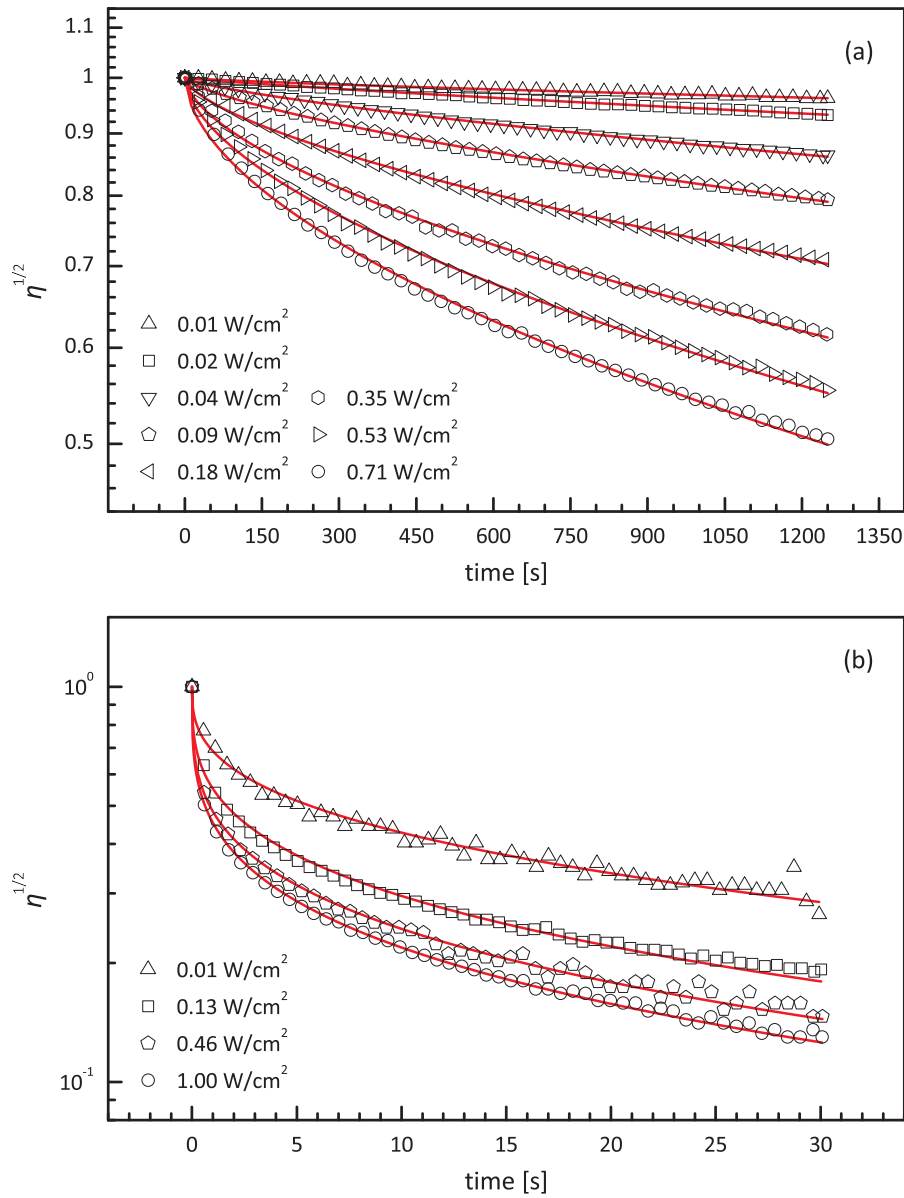 1.1
(a)
1
0.9
0.8
0.7
0.6
0.5
η^1/2
0.01 W/cm²
0.02 W/cm²
0.04 W/cm² 0.35 W/cm²
0.09 W/cm² 0.53 W/cm²
0.18 W/cm² 0.71 W/cm²
0 150 300 450 600 750 900 1050 1200 1350
time [s]
(b)
10⁰
η^1/2
0.01 W/cm²
0.13 W/cm²
0.46 W/cm²
1.00 W/cm²
10⁻¹
0 5 10 15 20 25 30
time [s]